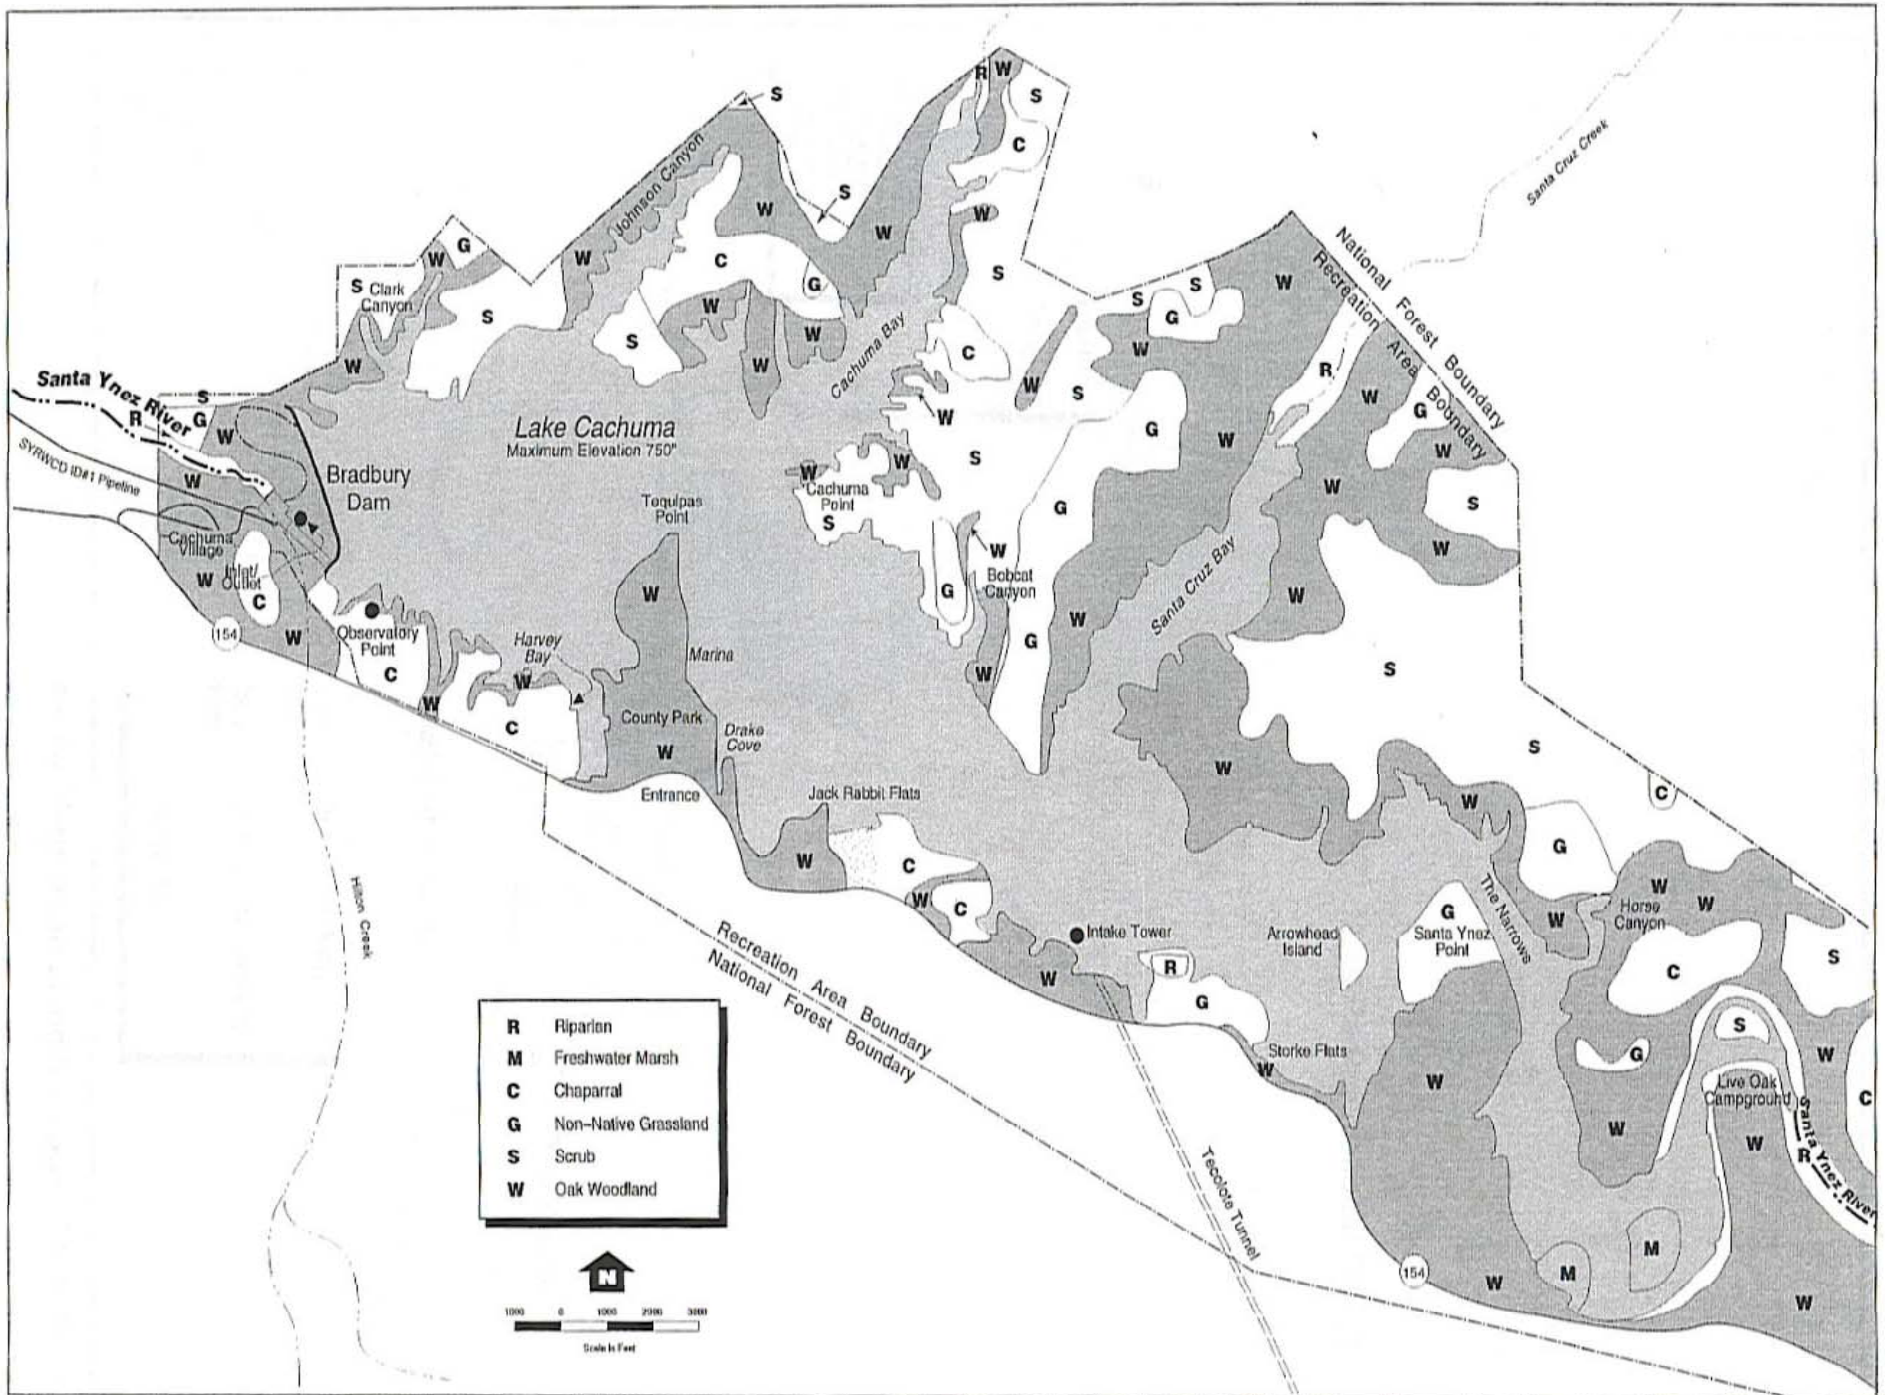 R
W
S
S
C
S
Johnson Canyon
W
W
W
S
G
W
W
C
S
Clark
Canyon
G
S
S
W
W
W
W
S
C
Cachuma Bay
W
W
S
S
S
G
W
W
National Forest Boundary
Recreation Area Boundary
Santa Cruz Creek
R
W
G
W
S
W
W
W
W
G
G
G
G
S
W
W
Cachuma
Point
S
W
Bobcat
Canyon
W
W
Santa Cruz Bay
Santa Ynez River
R
S
G
W
W
SYRWCD ID#1 Pipeline
Bradbury
Dam
Lake Cachuma
Maximum Elevation 750"
Tequipas
Point
Cachuma
Village
Inlet/
Outlet
W
C
154
W
Observatory
Point
C
W
Harvey
Bay
W
C
W
Marina
County Park
W
Drake
Cove
Entrance
Jack Rabbit Flats
W
C
W
C
Intake Tower
W
R
G
Storke Flats
W
Arrowhead
Island
G
Santa Ynez
Point
The Narrows
W
S
S
C
W
G
W
W
W
Horse
Canyon
C
S
S
G
W
C
Live Oak
Campground
W
W
W
R
Santa Ynez River
M
M
W
W
154
Hilton Creek
Recreation Area Boundary
National Forest Boundary
Tecolote Tunnel
R Riparian
M Freshwater Marsh
C Chaparral
G Non-Native Grassland
S Scrub
W Oak Woodland
N
1000 0 1000 2000 3000
Scale in Feet